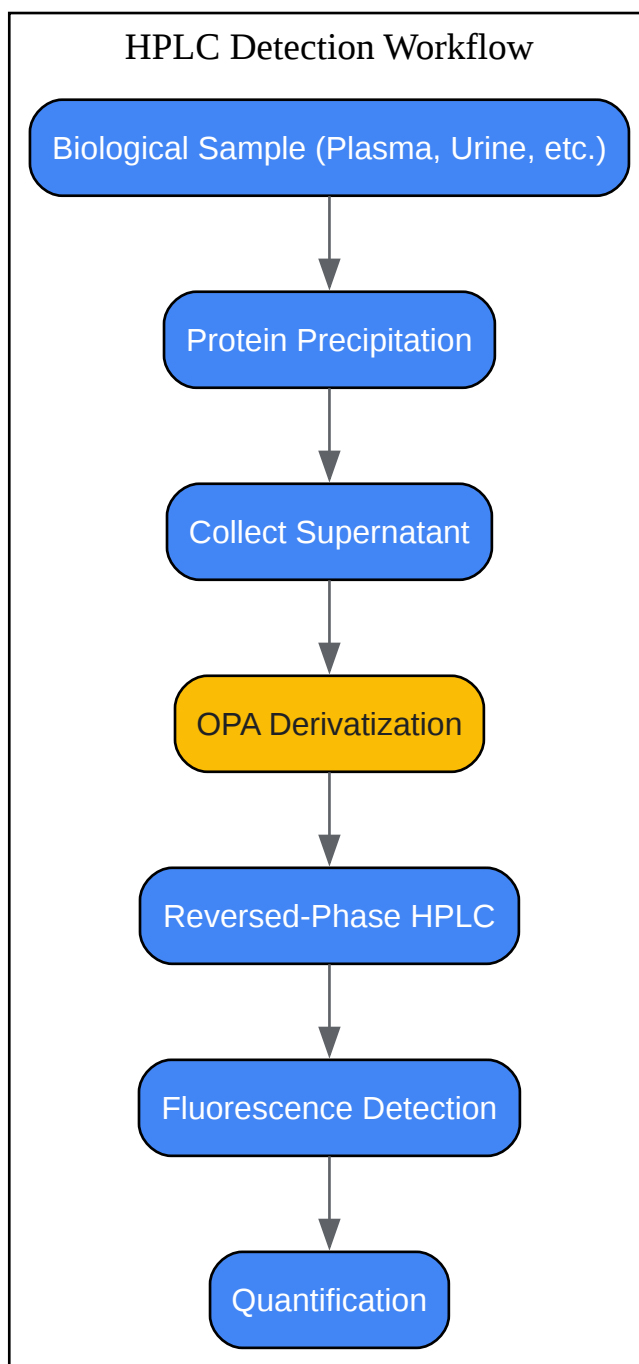 HPLC Detection Workflow
Biological Sample (Plasma, Urine, etc.)
Protein Precipitation
Collect Supernatant
OPA Derivatization
Reversed-Phase HPLC
Fluorescence Detection
Quantification